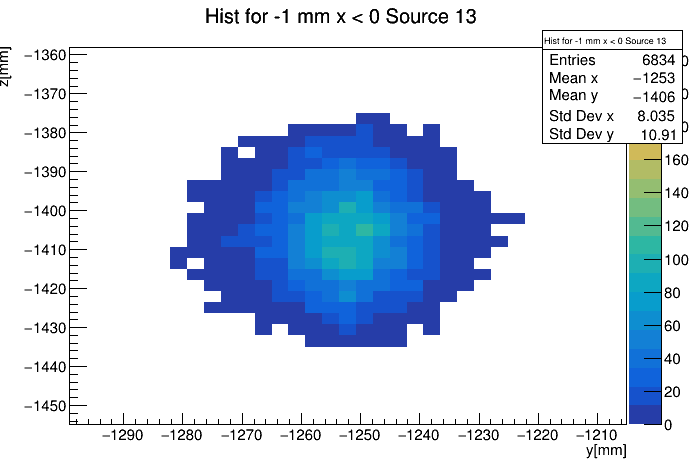 Hist for -1 mm x < 0 Source 13
z[mm]
−1360
−1370
−1380
−1390
−1400
−1410
−1420
−1430
−1440
−1450
Hist for -1 mm x < 0 Source 13
Entries 6834
Mean x −1253
Mean y −1406
Std Dev x 8.035
Std Dev y 10.91
160
140
120
100
80
60
40
20
0
−1290 −1280 −1270 −1260 −1250 −1240 −1230 −1220 −1210
y[mm]